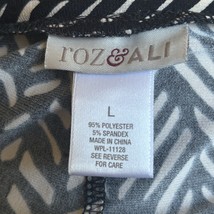 roz&ALI
L
95% POLYESTER
5% SPANDEX
MADE IN CHINA
WPL-11128
SEE REVERSE
FOR CARE